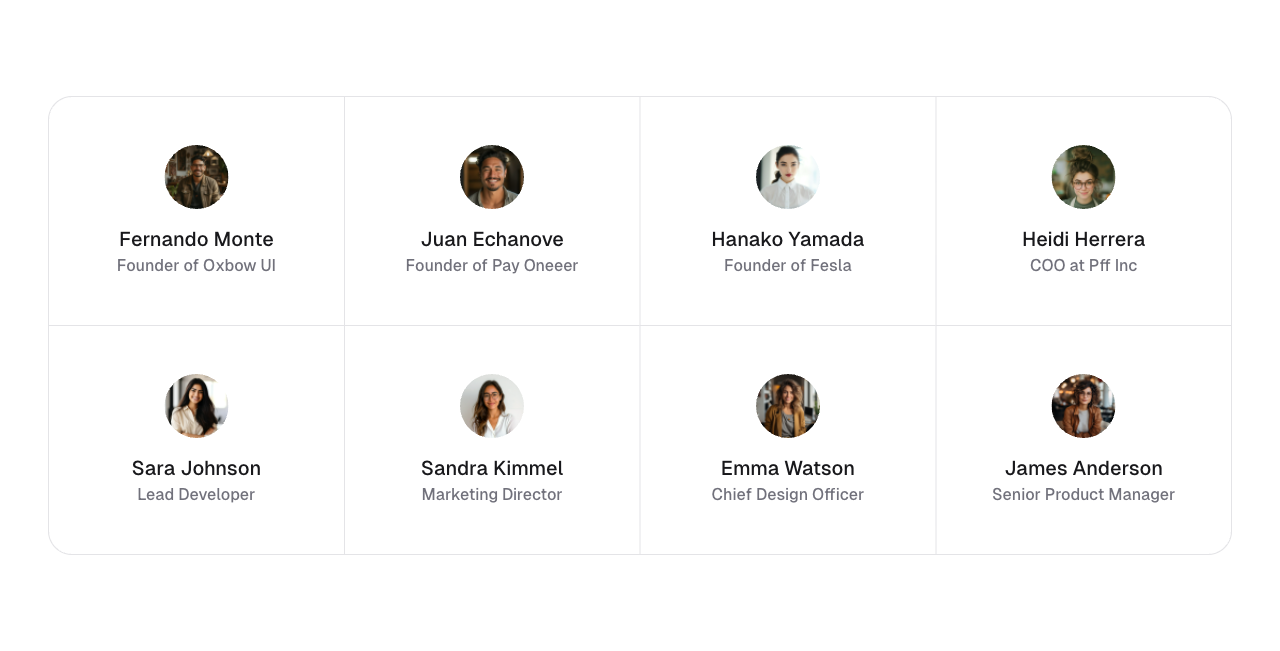 Fernando Monte
Founder of Oxbow UI
Juan Echanove
Founder of Pay Oneeer
Hanako Yamada
Founder of Fesla
Heidi Herrera
COO at Pff Inc
Sara Johnson
Lead Developer
Sandra Kimmel
Marketing Director
Emma Watson
Chief Design Officer
James Anderson
Senior Product Manager